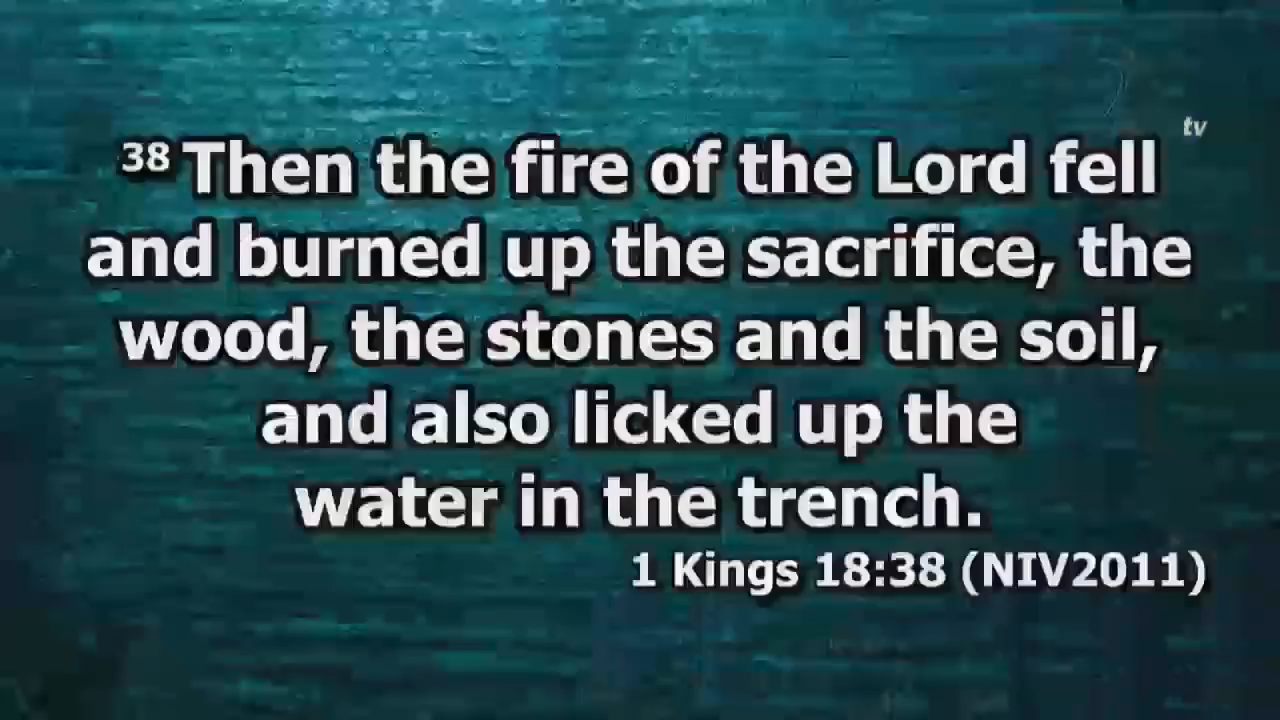 tv
38 Then the fire of the Lord fell
and burned up the sacrifice, the
wood, the stones and the soil,
and also licked up the
water in the trench.
1 Kings 18:38 (NIV2011)